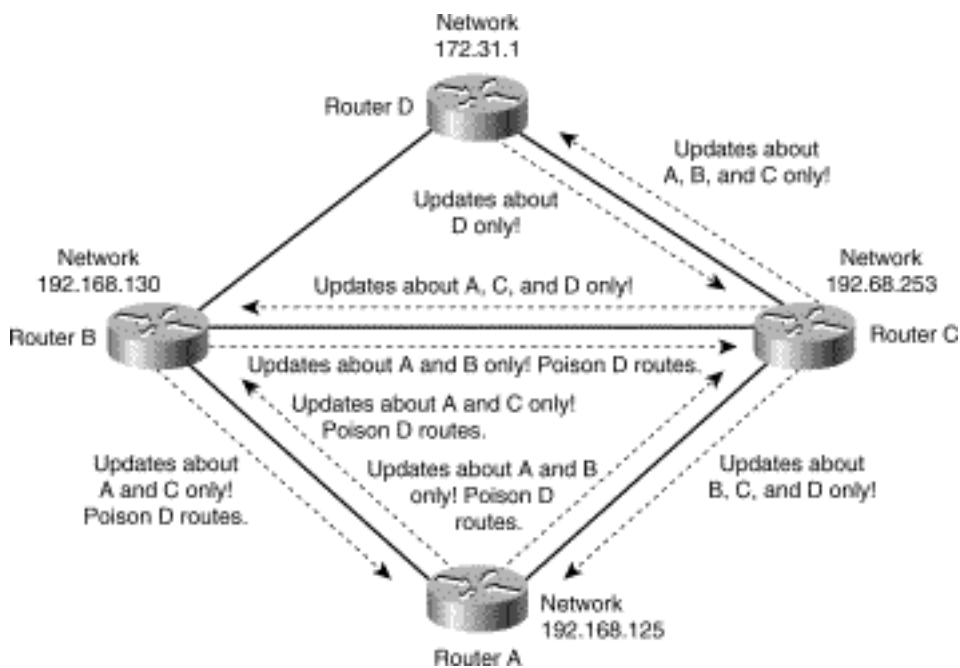 Network
172.31.1
Router D
Updates about
A, B, and C only!
Updates about
D only!
Network
192.168.130
Updates about A, C, and D only!
Network
192.68.253
Router B
Router C
Updates about A and B only! Poison D routes.
Updates about A and C only!
Poison D routes.
Updates about
A and C only!
Poison D routes.
Updates about A and B
only! Poison D
routes.
Updates about
B, C, and D only!
Network
192.168.125
Router A